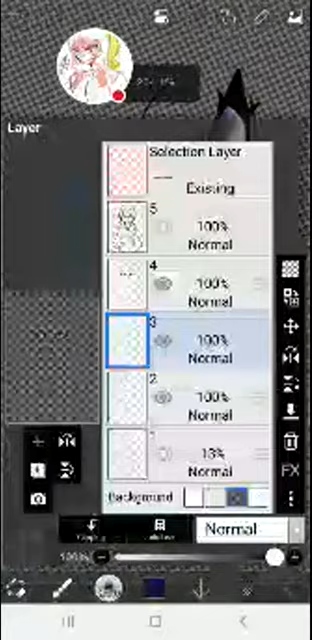 Layer
Selection Layer
Existing
5
100%
Normal
4
100%
Normal
3
100%
Normal
2
100%
Normal
13%
Normal
Background
FX
Normal
100%